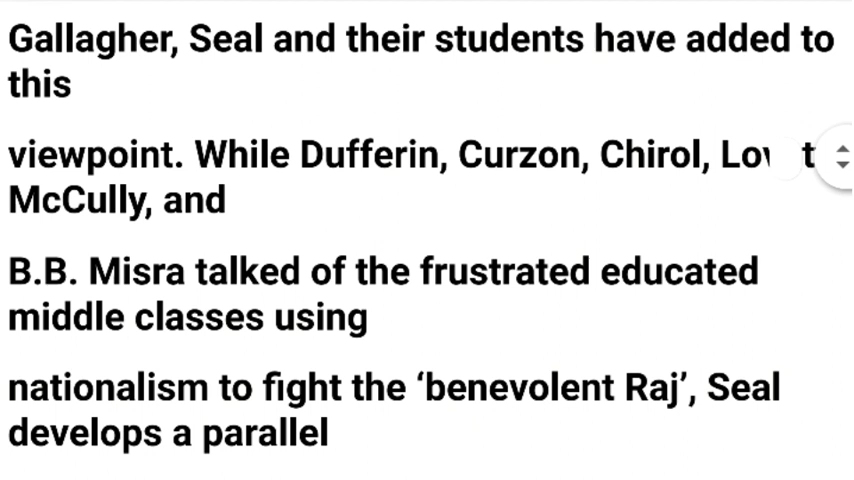 Gallagher, Seal and their students have added to
this
viewpoint. While Dufferin, Curzon, Chirol,
McCully, and
B.B. Misra talked of the frustrated educated
middle classes using
nationalism to fight the ‘benevolent Raj’, Seal
develops a parallel